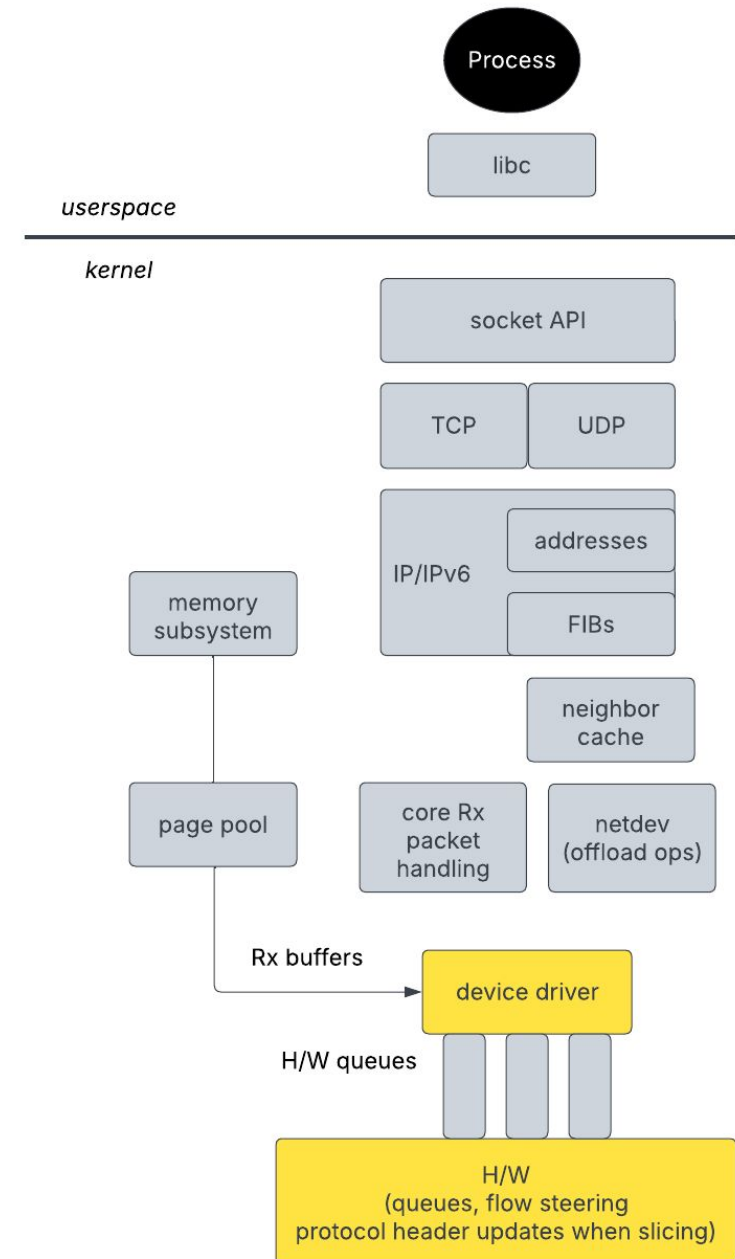 Process
libc
userspace
kernel
socket API
TCP
UDP
IP/IPv6
addresses
FIBs
memory
subsystem
neighbor
cache
page pool
core Rx
packet
handling
netdev
(offload ops)
Rx buffers
device driver
H/W queues
H/W
(queues, flow steering
protocol header updates when slicing)